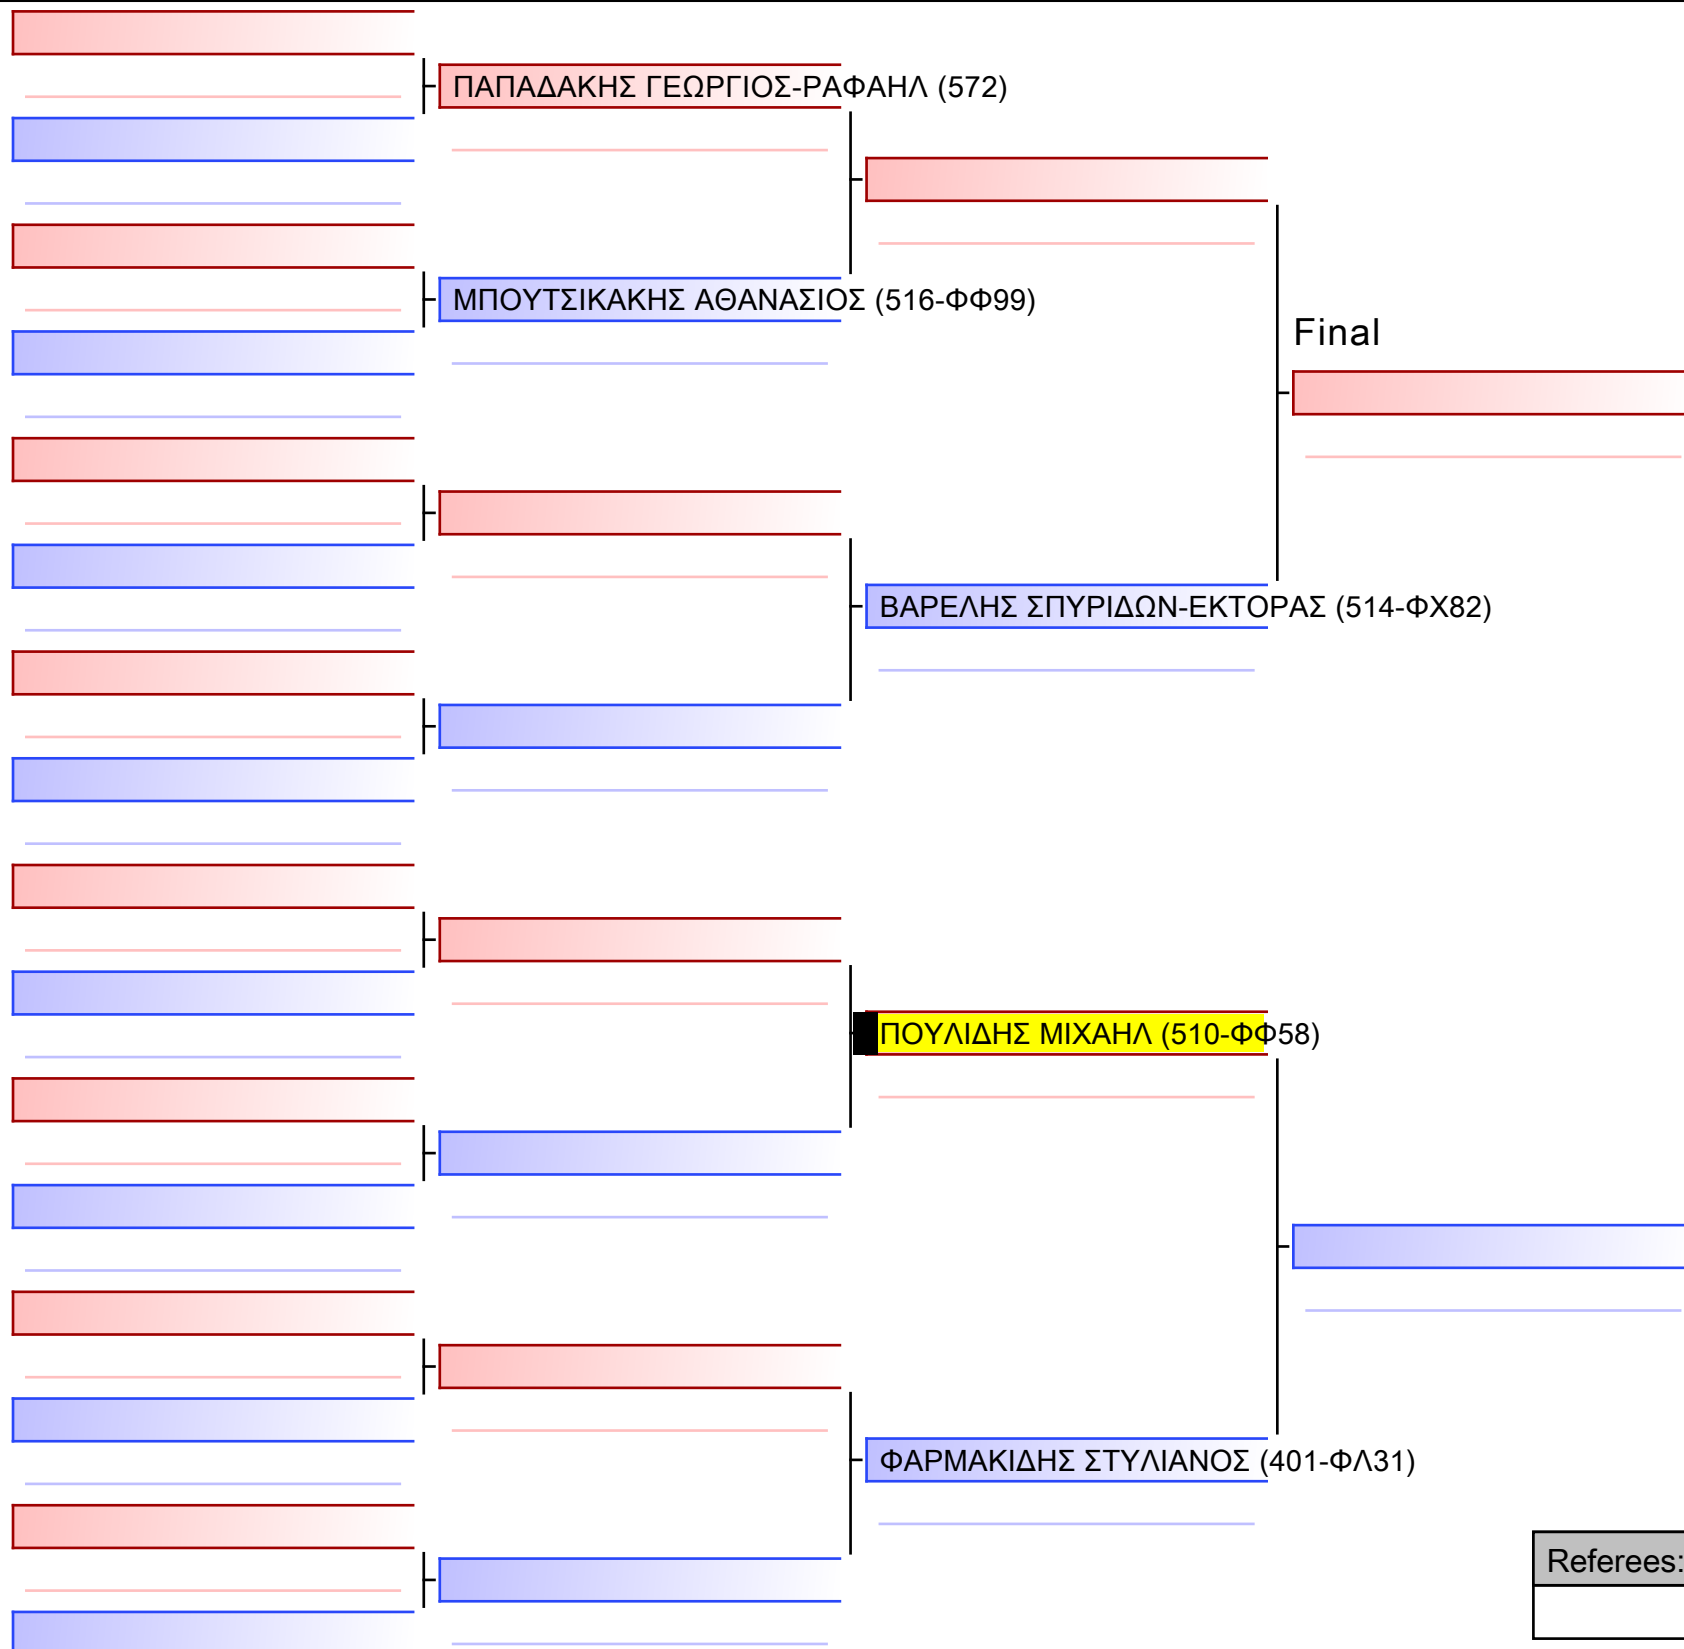 ΠΑΠΑΔΑΚΗΣ ΓΕΩΡΓΙΟΣ-ΡΑΦΑΗΛ (572)
ΜΠΟΥΤΣΙΚΑΚΗΣ ΑΘΑΝΑΣΙΟΣ (516-ΦΦ99)
Final
ΒΑΡΕΛΗΣ ΣΠΥΡΙΔΩΝ-ΕΚΤΟΡΑΣ (514-ΦΧ82)
ΠΟΥΛΙΔΗΣ ΜΙΧΑΗΛ (510-ΦΦ58)
ΦΑΡΜΑΚΙΔΗΣ ΣΤΥΛΙΑΝΟΣ (401-ΦΛ31)
Referees: